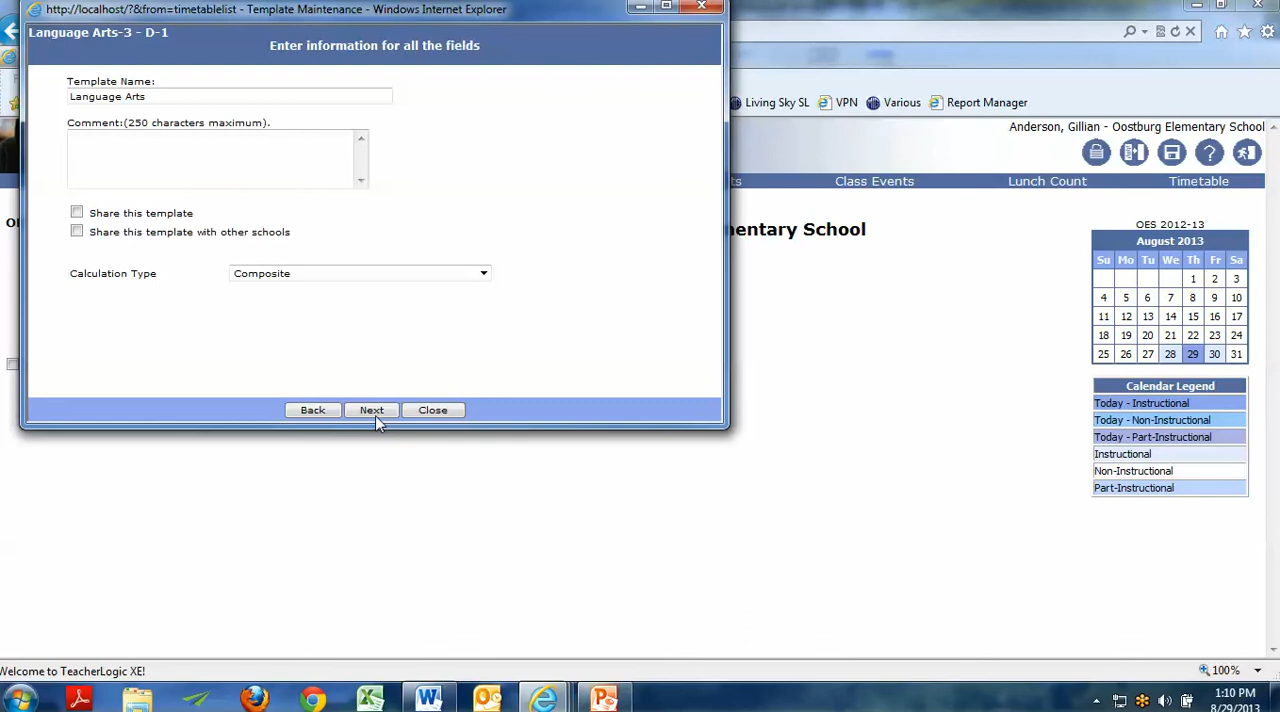 http://localhost/?&from=timetablelist - Template Maintenance - Windows Internet Explorer
Language Arts-3 - D-1
Enter information for all the fields
Template Name:
Language Arts
Comment:(250 characters maximum).
Share this template
Share this template with other schools
Calculation Type
Composite
Back
Next
Close
Living Sky SL
VPN
Various
Report Manager
Anderson, Gillian - Oostburg Elementary School
ts
Class Events
Lunch Count
Timetable
mentary School
OES 2012-13
August 2013
Su Mo Tu We Th Fr Sa
1 2 3
4 5 6 7 8 9 10
11 12 13 14 15 16 17
18 19 20 21 22 23 24
25 26 27 28 29 30 31
Calendar Legend
Today - Instructional
Today - Non-Instructional
Today - Part-Instructional
Instructional
Non-Instructional
Part-Instructional
Welcome to TeacherLogic XE!
100%
1:10 PM
8/29/2013